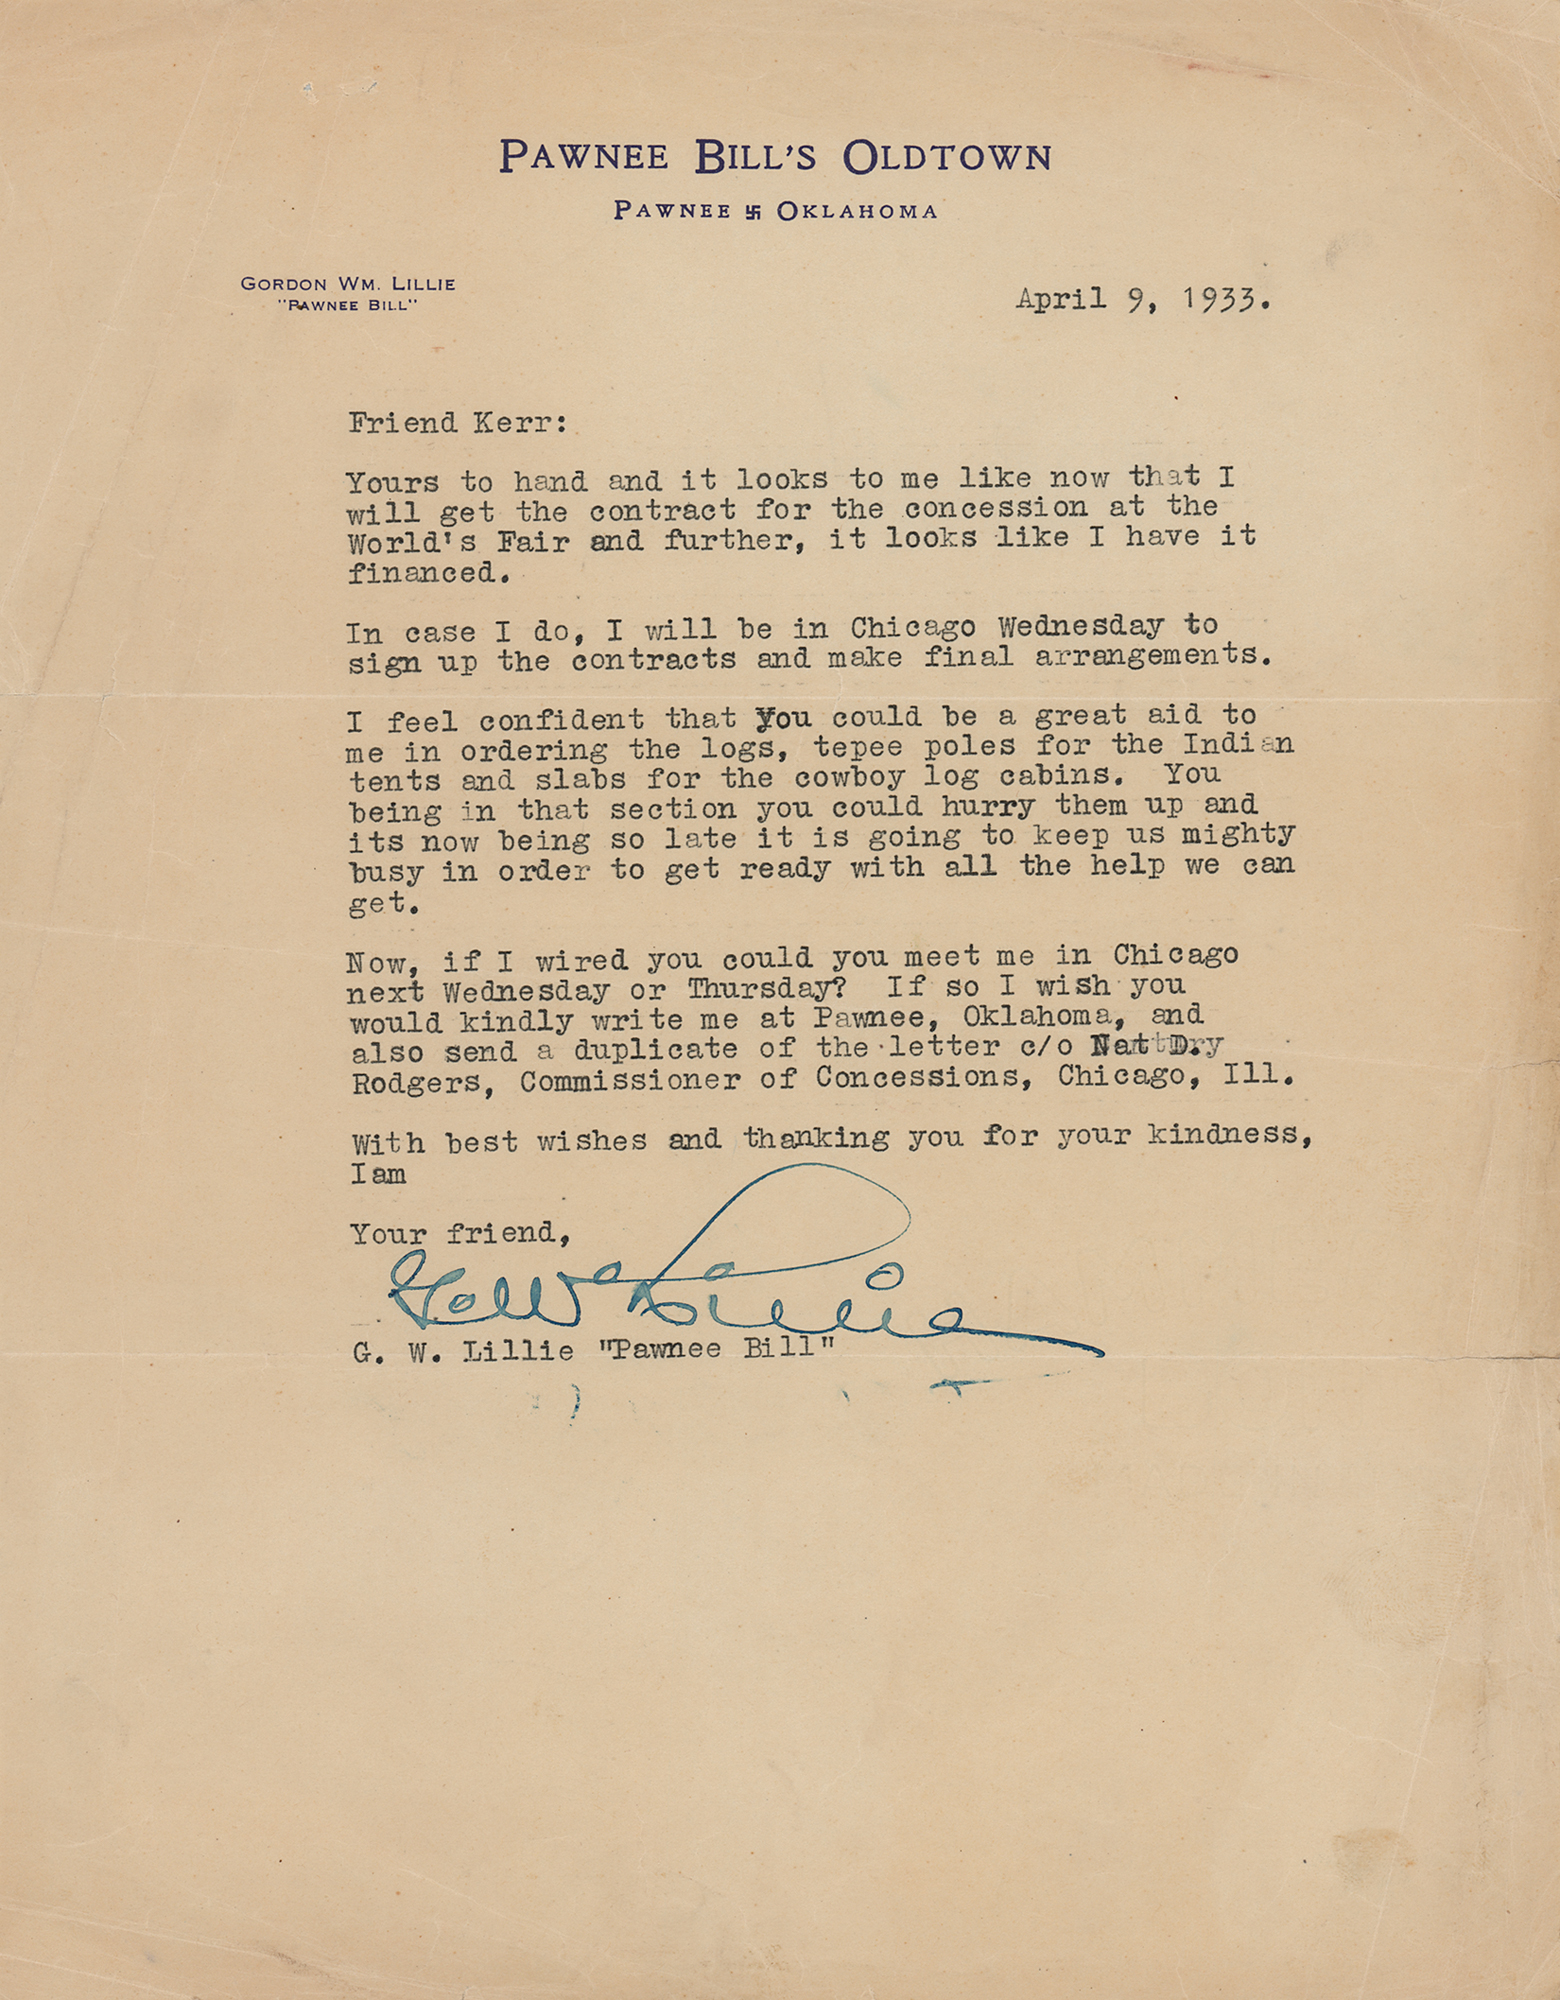 PAWNEE BILL'S OLDTOWN
PAWNEE 卐 OKLAHOMA
GORDON WM. LILLIE
"PAWNEE BILL"
April 9, 1933.
Friend Kerr:
Yours to hand and it looks to me like now that I
will get the contract for the concession at the
World's Fair and further, it looks like I have it
financed.
In case I do, I will be in Chicago Wednesday to
sign up the contracts and make final arrangements.
I feel confident that you could be a great aid to
me in ordering the logs, tepee poles for the Indian
tents and slabs for the cowboy log cabins. You
being in that section you could hurry them up and
its now being so late it is going to keep us mighty
busy in order to get ready with all the help we can
get.
Now, if I wired you could you meet me in Chicago
next Wednesday or Thursday? If so I wish you
would kindly write me at Pawnee, Oklahoma, and
also send a duplicate of the letter c/o
Rodgers, Commissioner of Concessions, Chicago, Ill.
With best wishes and thanking you for your kindness,
I am
Your friend,
Lillie
G. W. Lillie "Pawnee Bill"